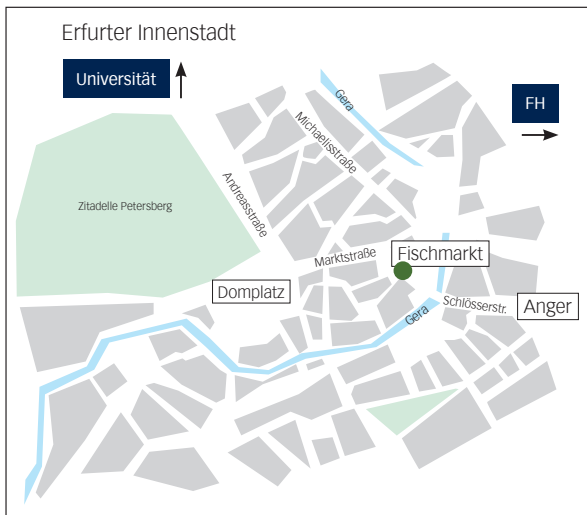 Erfurter Innenstadt
Universität
FH
Gera
Michaelisstraße
Andreasstraße
Zitadelle Petersberg
Marktstraße
Fischmarkt
Domplatz
Schlösserstr.
Anger
Gera